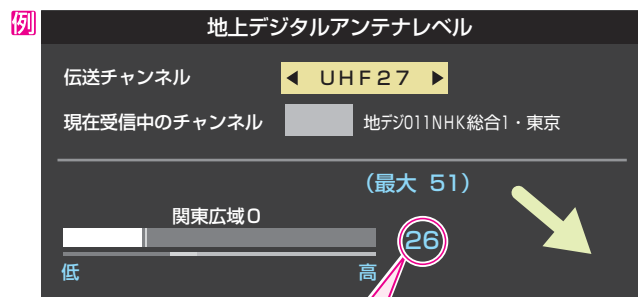 例
地上デジタルアンテナレベル
伝送チャンネル
◀ UHF27 ▶
現在受信中のチャンネル
地デジ011NHK総合1・東京
(最大 51)
関東広域0
26
低
高